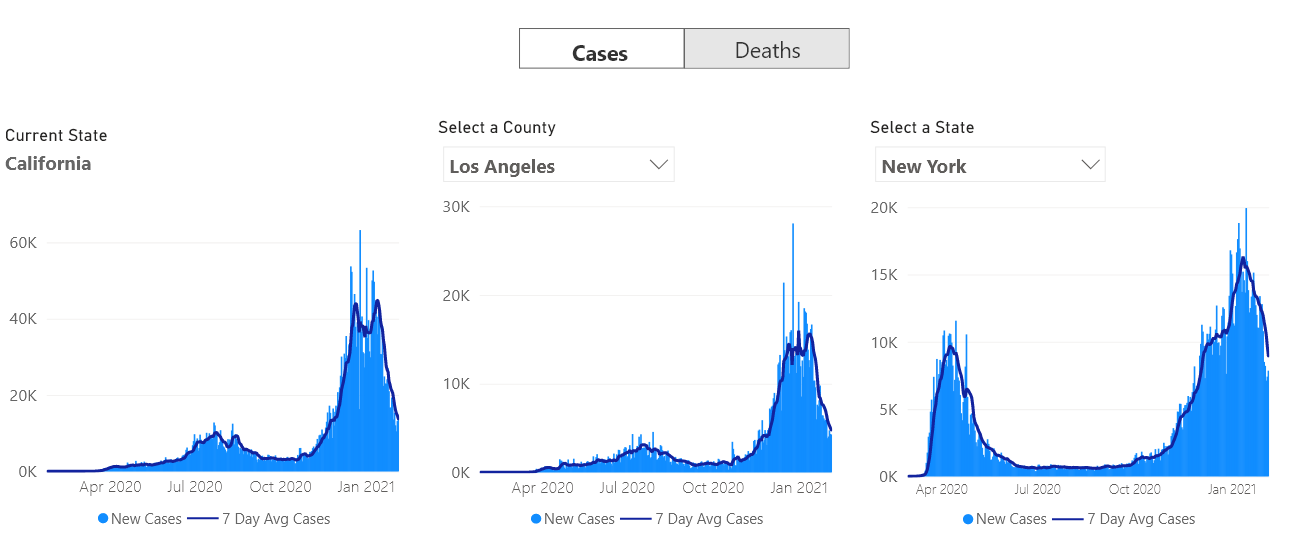 Cases Deaths
Current State
California
Select a County
Los Angeles
Select a State
New York
60K
40K
20K
0K
Apr 2020 Jul 2020 Oct 2020 Jan 2021
New Cases 7 Day Avg Cases
30K
20K
10K
0K
Apr 2020 Jul 2020 Oct 2020 Jan 2021
New Cases 7 Day Avg Cases
20K
15K
10K
5K
0K
Apr 2020 Jul 2020 Oct 2020 Jan 2021
New Cases 7 Day Avg Cases